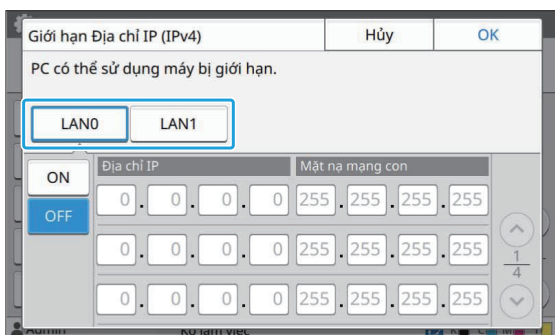 Giới hạn Địa chỉ IP (IPv4) Hủy OK
PC có thể sử dụng máy bị giới hạn.
LAN0 LAN1
ON
OFF
Địa chỉ IP Mặt nạ mạng con
0. 0. 0. 0 255. 255. 255. 255
0. 0. 0. 0 255. 255. 255. 255
1
4
0. 0. 0. 0 255. 255. 255. 255
Admin